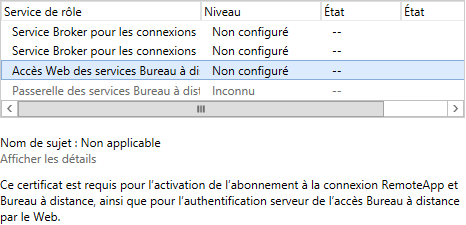 Service de rôle Niveau État État
Service Broker pour les connexions Non configuré --
Service Broker pour les connexions Non configuré --
Accès Web des services Bureau à di Non configuré --
Passerelle des services Bureau à dist Inconnu --
Nom de sujet : Non applicable
Afficher les détails
Ce certificat est requis pour l'activation de l'abonnement à la connexion RemoteApp et
Bureau à distance, ainsi que pour l'authentification serveur de l'accès Bureau à distance
par le Web.